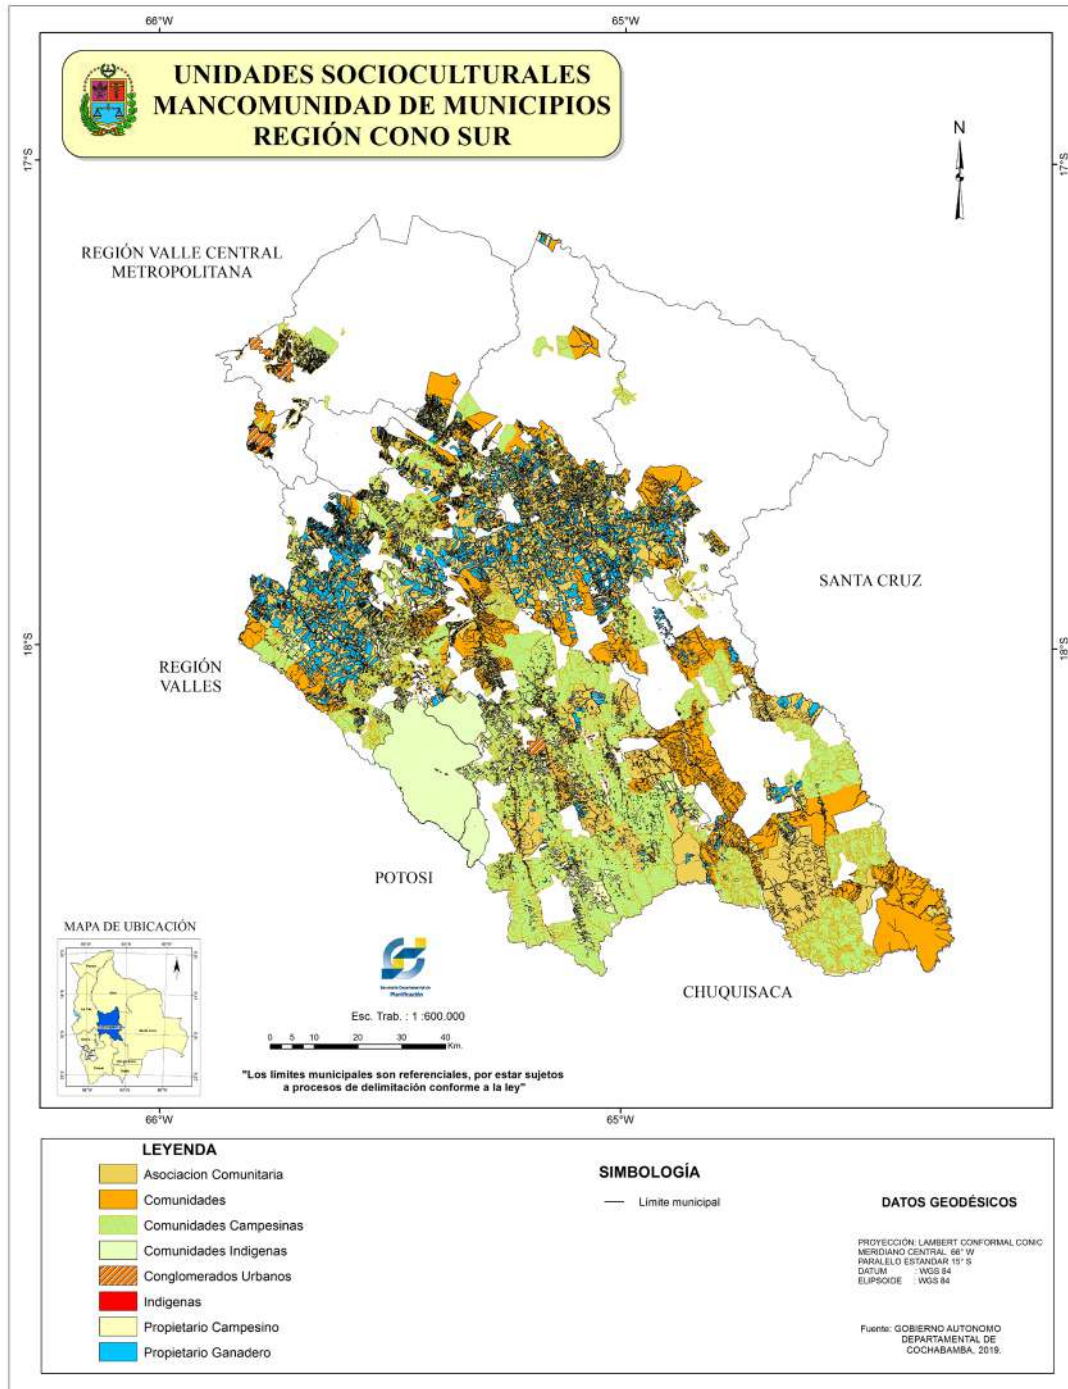 66°W
65°W
UNIDADES SOCIOCULTURALES
MANCOMUNIDAD DE MUNICIPIOS
REGIÓN CONO SUR
N
17°S
17°S
REGIÓN VALLE CENTRAL
METROPOLITANA
SANTA CRUZ
18°S
18°S
REGIÓN
VALLES
POTOSI
CHUQUISACA
MAPA DE UBICACIÓN
Secretaría Departamental de
Planificación
Esc. Trab. : 1 :600.000
0 5 10 20 30 40
Km.
"Los limites municipales son referenciales, por estar sujetos
a procesos de delimitación conforme a la ley"
66°W
65°W
LEYENDA
Asociacion Comunitaria
Comunidades
Comunidades Campesinas
Comunidades Indigenas
Conglomerados Urbanos
Indigenas
Propietario Campesino
Propietario Ganadero
SIMBOLOGÍA
Límite municipal
DATOS GEODÉSICOS
PROYECCIÓN: LAMBERT CONFORMAL CONIC
MERIDIANO CENTRAL 66° W
PARALELO ESTANDAR 15° S
DATUM : WGS 84
ELIPSOIDE : WGS 84
Fuente: GOBIERNO AUTONOMO
DEPARTAMENTAL DE
COCHABAMBA, 2019.